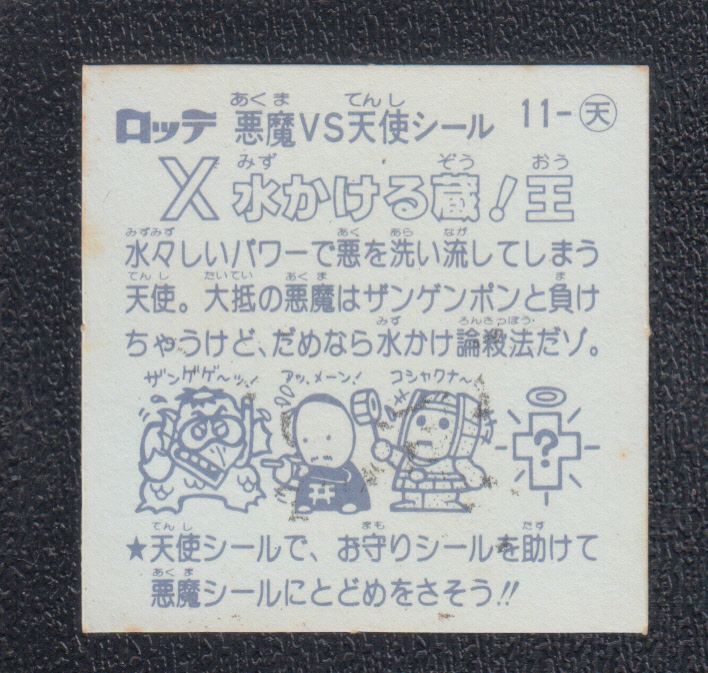 ロッテ 悪魔VS天使シール 11-天
あくま てんし
X 水かける蔵!王
みず ぞう おう
水々しいパワーで悪を洗い流してしまう
みずみず あく あら なが
天使。大抵の悪魔はザンゲンポンと負け
てんし たいてい あくま ま
ちゃうけど、だめなら水かけ論殺法だゾ。
みず ろんさっぽう
ザンゲゲ〜ッ! アッ、メーン! コシャクナ〜
?
★天使シールで、お守りシールを助けて
てんし まも たす
悪魔シールにとどめをさそう!!
あくま